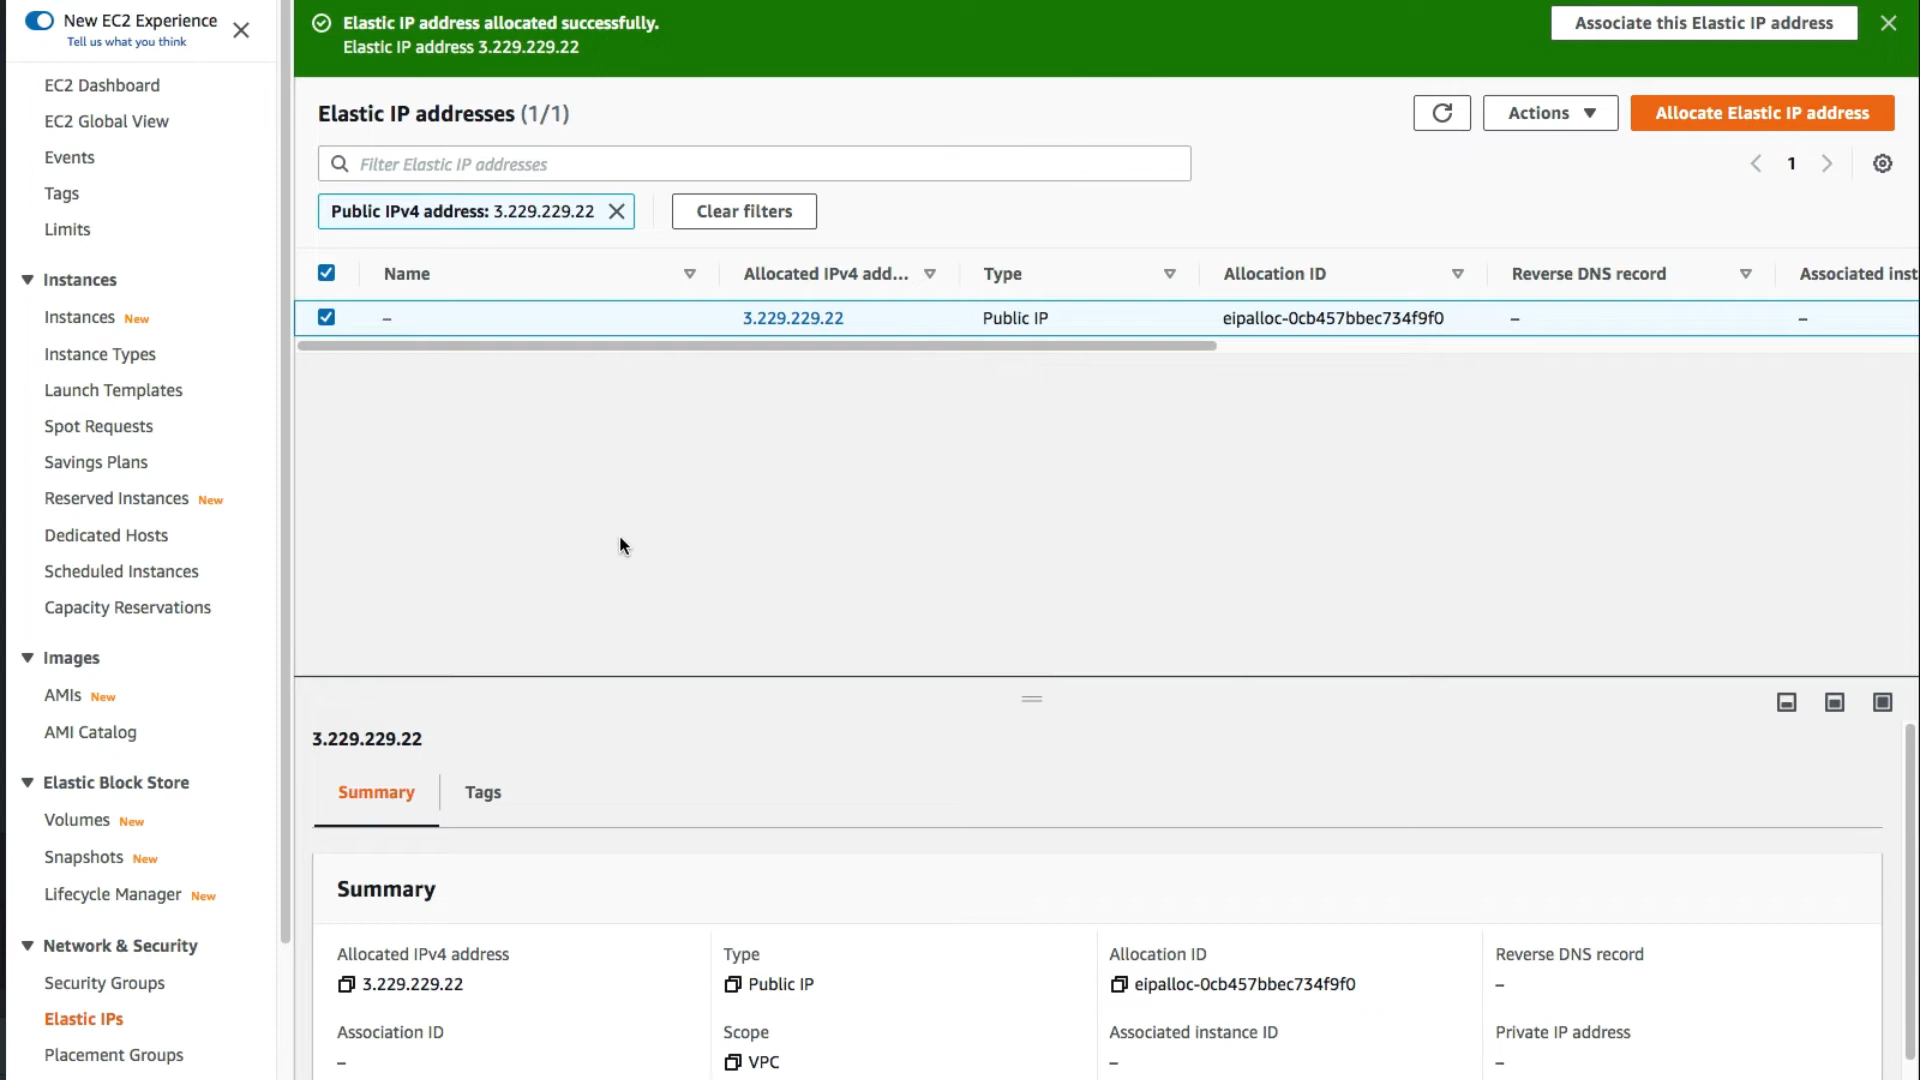 New EC2 Experience
Tell us what you think
EC2 Dashboard
EC2 Global View
Events
Tags
Limits
Instances
Instances New
Instance Types
Launch Templates
Spot Requests
Savings Plans
Reserved Instances New
Dedicated Hosts
Scheduled Instances
Capacity Reservations
Images
AMIs New
AMI Catalog
Elastic Block Store
Volumes New
Snapshots New
Lifecycle Manager New
Network & Security
Security Groups
Elastic IPs
Placement Groups
Elastic IP address allocated successfully.
Elastic IP address 3.229.229.22
Associate this Elastic IP address
Elastic IP addresses (1/1)
Actions
Allocate Elastic IP address
Filter Elastic IP addresses
1
Public IPv4 address: 3.229.229.22
Clear filters
Name Allocated IPv4 add... Type Allocation ID Reverse DNS record Associated inst
– 3.229.229.22 Public IP eipalloc-0cb457bbec734f9f0 – –
3.229.229.22
Summary Tags
Summary
Allocated IPv4 address Type Allocation ID Reverse DNS record
3.229.229.22 Public IP eipalloc-0cb457bbec734f9f0 –
Association ID Scope Associated instance ID Private IP address
– VPC – –